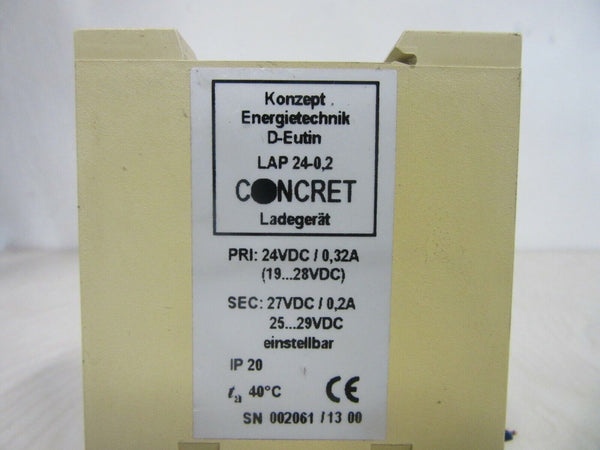 Konzept
Energietechnik
D-Eutin
LAP 24-0,2
CONCRET
Ladegerät
PRI: 24VDC / 0,32A
(19...28VDC)
SEC: 27VDC / 0,2A
25...29VDC
einstellbar
IP 20
ta 40°C CE
SN 002061 / 13 00